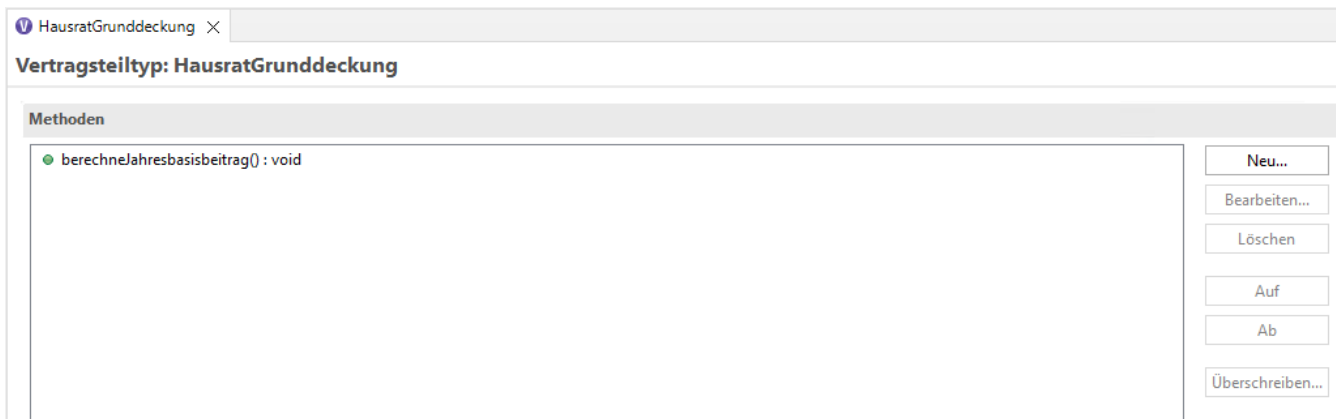 HausratGrunddeckung
Vertragsteiltyp: HausratGrunddeckung
Methoden
berechneJahresbasisbeitrag() : void
Neu...
Bearbeiten...
Löschen
Auf
Ab
Überschreiben...